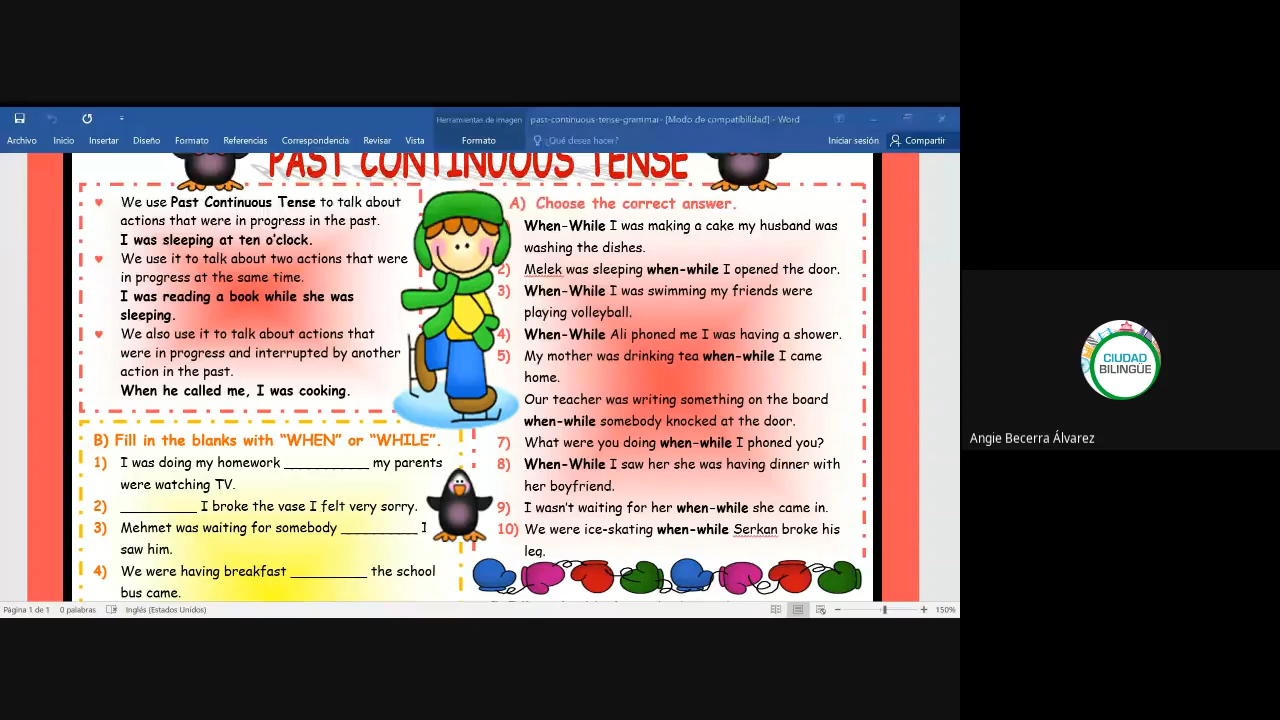 Herramientas de imagen
past-continuous-tense-grammar- [Modo de compatibilidad] - Word
Archivo Inicio Insertar Diseño Formato Referencias Correspondencia Revisar Vista Formato ¿Qué desea hacer? Iniciar sesión Compartir
PAST CONTINUOUS TENSE
♥ We use Past Continuous Tense to talk about
actions that were in progress in the past.
I was sleeping at ten o'clock.
♥ We use it to talk about two actions that were
in progress at the same time.
I was reading a book while she was
sleeping.
♥ We also use it to talk about actions that
were in progress and interrupted by another
action in the past.
When he called me, I was cooking.
B) Fill in the blanks with "WHEN" or "WHILE".
1) I was doing my homework ___________ my parents
were watching TV.
2) __________ I broke the vase I felt very sorry.
3) Mehmet was waiting for somebody __________ I
saw him.
4) We were having breakfast __________ the school
bus came.
A) Choose the correct answer.
When-While I was making a cake my husband was
washing the dishes.
2) Melek was sleeping when-while I opened the door.
3) When-While I was swimming my friends were
playing volleyball.
4) When-While Ali phoned me I was having a shower.
5) My mother was drinking tea when-while I came
home.
Our teacher was writing something on the board
when-while somebody knocked at the door.
7) What were you doing when-while I phoned you?
8) When-While I saw her she was having dinner with
her boyfriend.
9) I wasn't waiting for her when-while she came in.
10) We were ice-skating when-while Serkan broke his
leg.
Página 1 de 1 0 palabras Inglés (Estados Unidos) 150%
CIUDAD
BILINGÜE
Angie Becerra Álvarez